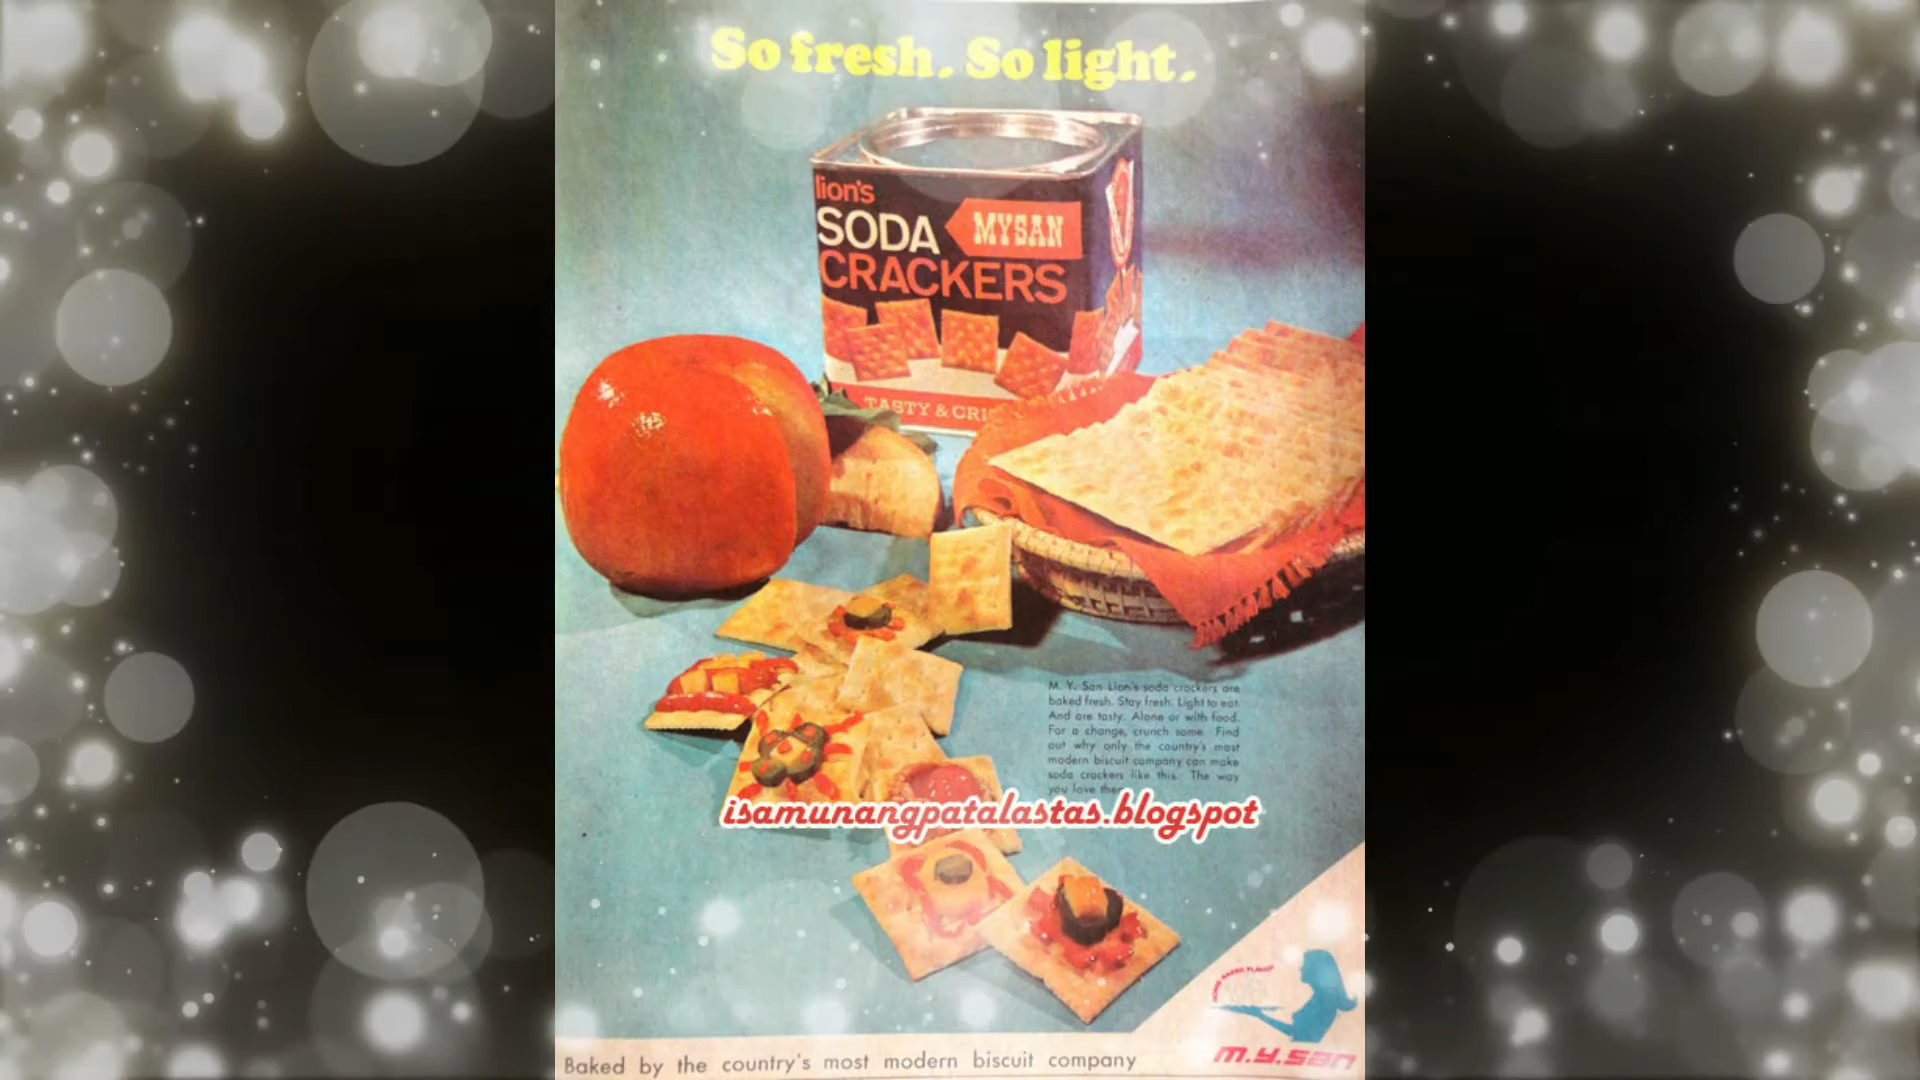 So fresh. So light.
lion's
SODA
MYSAN
CRACKERS
TASTY & CRIS
M. Y. San Lion's soda crackers are
baked fresh. Stay fresh. Light to eat.
And are tasty. Alone or with food.
For a change, crunch some. Find
out why only the country's most
modern biscuit company can make
soda crackers like this. The way
you love
isamunangpatalastas.blogspot
BAKED FLAVOR
Baked by the country's most modern biscuit company
m.y.san